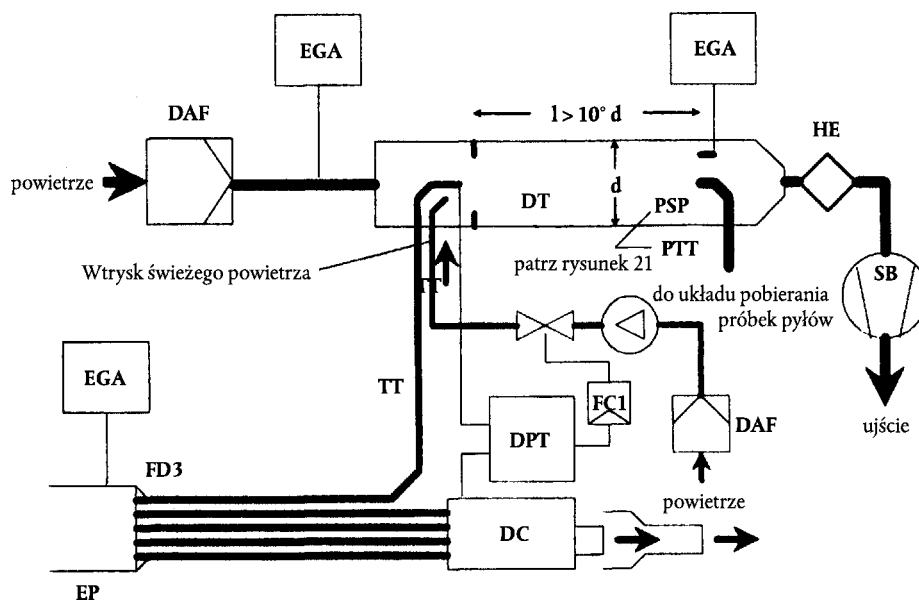 EGA
EGA
DAF
l > 10° d
HE
powietrze
d
DT
PSP
PTT
patrz rysunek 21
Wtrysk świeżego powietrza
TT
do układu pobierania
próbek pyłów
SB
EGA
TT
FC1
DPT
DAF
ujście
FD3
powietrze
DC
EP